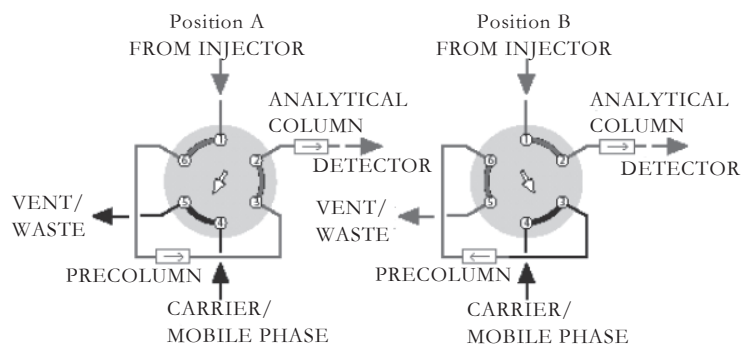 Position A
FROM INJECTOR
1
2
3
4
5
6
ANALYTICAL
COLUMN
DETECTOR
VENT/
WASTE
PRECOLUMN
CARRIER/
MOBILE PHASE
Position B
FROM INJECTOR
1
2
3
4
5
6
ANALYTICAL
COLUMN
DETECTOR
VENT/
WASTE
PRECOLUMN
CARRIER/
MOBILE PHASE